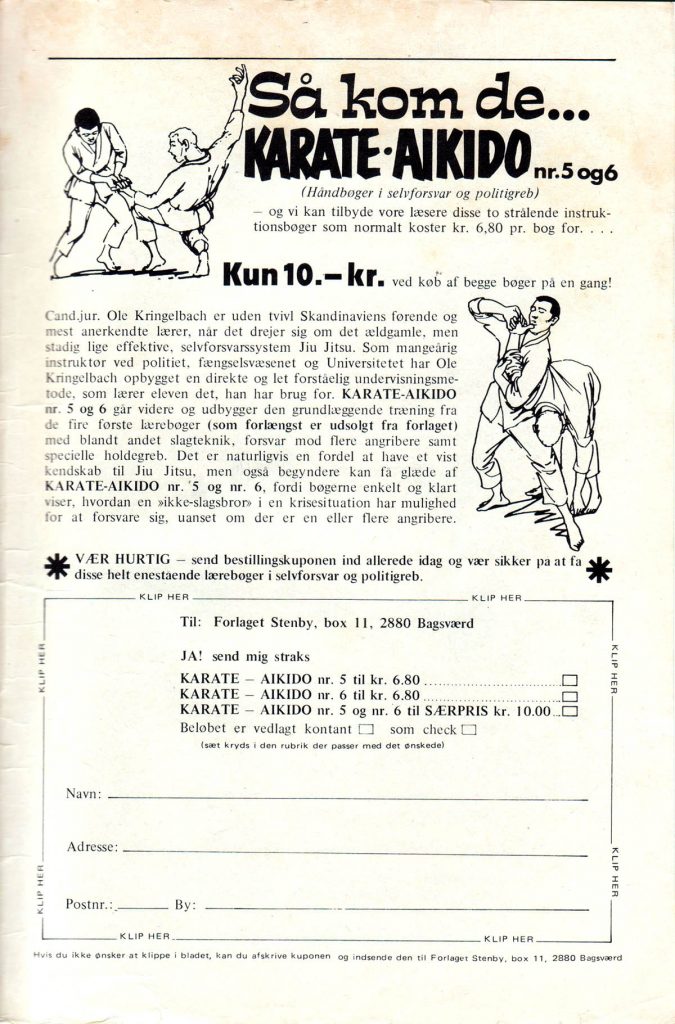 Så kom de...
KARATE·AIKIDO nr.5 og6
(Håndbøger i selvforsvar og politigreb)
— og vi kan tilbyde vore læsere disse to strålende instruk-
tionsbøger som normalt koster kr. 6,80 pr. bog for. . . .
Kun 10.– kr. ved køb af begge bøger på en gang!
Cand.jur. Ole Kringelbach er uden tvivl Skandinaviens førende og
mest anerkendte lærer, når det drejer sig om det ældgamle, men
stadig lige effektive, selvforsvarssystem Jiu Jitsu. Som mangeårig
instruktør ved politiet, fængselsvæsenet og Universitetet har Ole
Kringelbach opbygget en direkte og let forståelig undervisningsme-
tode, som lærer eleven det, han har brug for. KARATE-AIKIDO
nr. 5 og 6 går videre og udbygger den grundlæggende træning fra
de fire første lærebøger (som forlængst er udsolgt fra forlaget)
med blandt andet slagteknik, forsvar mod flere angribere samt
specielle holdegreb. Det er naturligvis en fordel at have et vist
kendskab til Jiu Jitsu, men også begyndere kan få glæde af
KARATE-AIKIDO nr. 5 og nr. 6, fordi bøgerne enkelt og klart
viser, hvordan en »ikke-slagsbror» i en krisesituation har mulighed
for at forsvare sig, uanset om der er en eller flere angribere.
✱ VÆR HURTIG — send bestillingskuponen ind allerede idag og vær sikker pa at fa
disse helt enestående læreboger i selvforsvar og politigreb. ✱
KLIP HER KLIP HER
KLIP HER
KLIP HER
Til: Forlaget Stenby, box 11, 2880 Bagsværd
JA! send mig straks
KARATE — AIKIDO nr. 5 til kr. 6.80
KARATE — AIKIDO nr. 6 til kr. 6.80
KARATE — AIKIDO nr. 5 og nr. 6 til SÆRPRIS kr. 10.00
Beløbet er vedlagt kontant som check
(sæt kryds i den rubrik der passer med det ønskede)
Navn:
Adresse:
Postnr.: By:
KLIP HER
KLIP HER
KLIP HER KLIP HER
Hvis du ikke ønsker at klippe i bladet, kan du afskrive kuponen og indsende den til Forlaget Stenby, box 11, 2880 Bagsværd